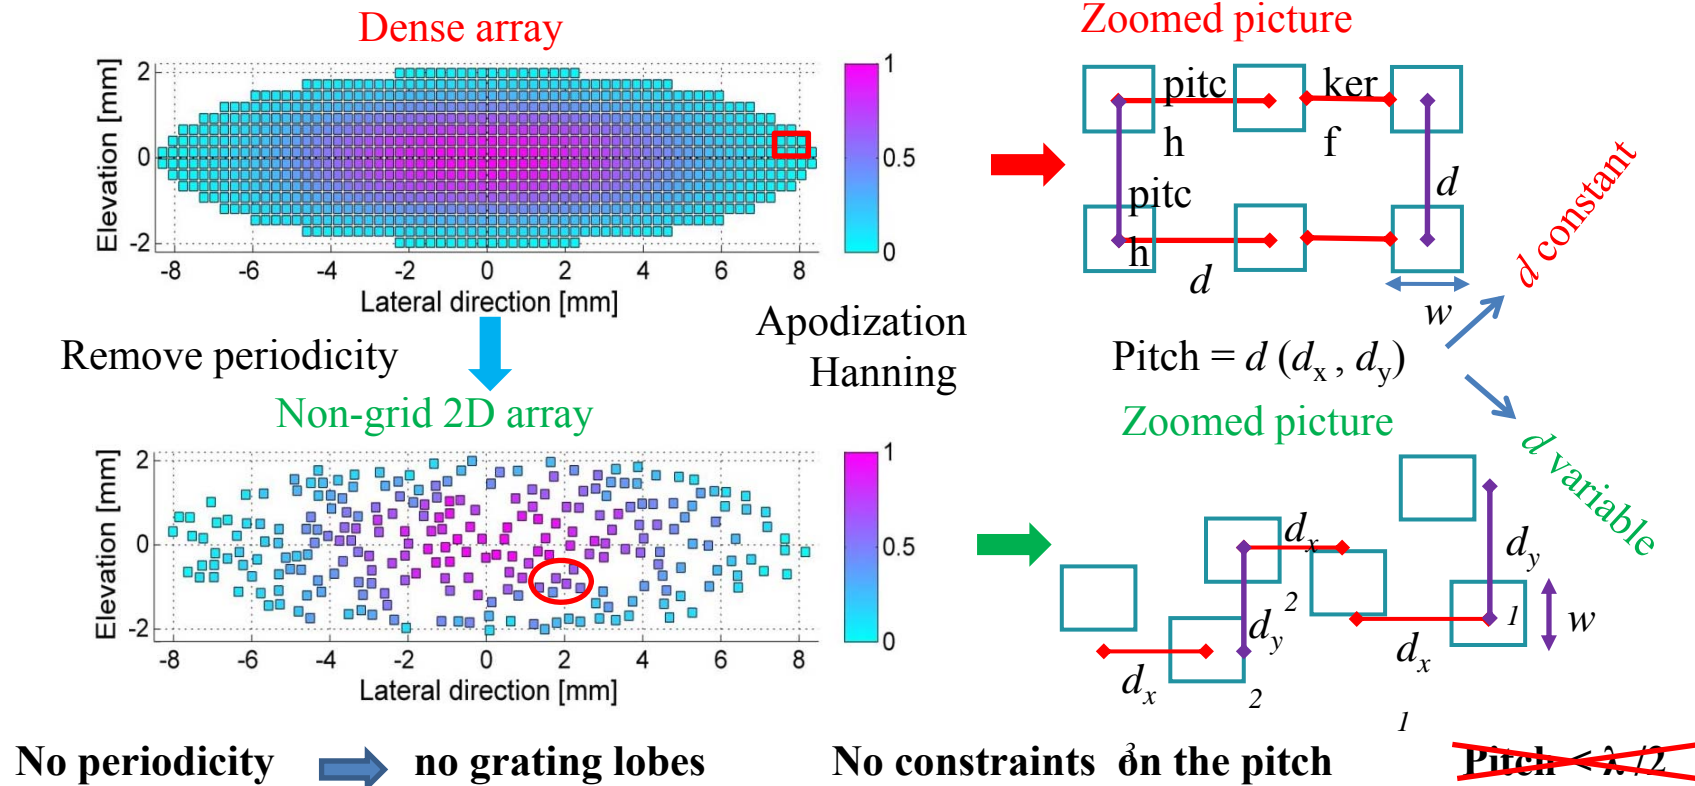 Dense array
Elevation [mm]
2
0
-2
-8 -6 -4 -2 0 2 4 6 8
Lateral direction [mm]
1
0.5
0
Zoomed picture
pitc
h
ker
f
pitc
h
d
d
w
d constant
Remove periodicity
Apodization
Hanning
Pitch = d (dx , dy)
Non-grid 2D array
Elevation [mm]
2
0
-2
-8 -6 -4 -2 0 2 4 6 8
Lateral direction [mm]
1
0.5
0
Zoomed picture
d variable
dx
2
dy
2
dx
dy
1
w
dx
1
3
No periodicity no grating lobes No constraints on the pitch Pitch < λ /2